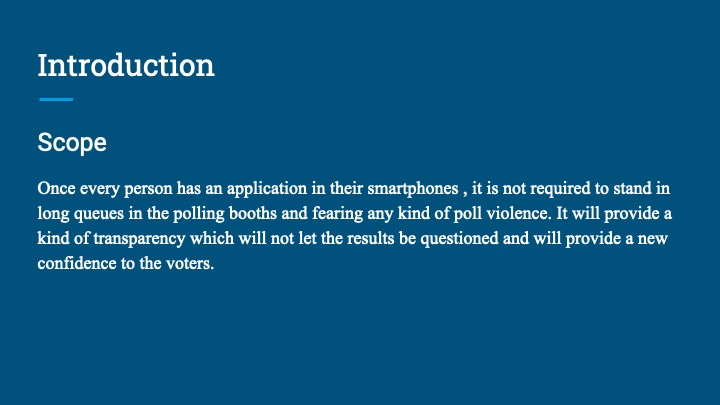 Introduction
Scope
Once every person has an application in their smartphones , it is not required to stand in
long queues in the polling booths and fearing any kind of poll violence. It will provide a
kind of transparency which will not let the results be questioned and will provide a new
confidence to the voters.